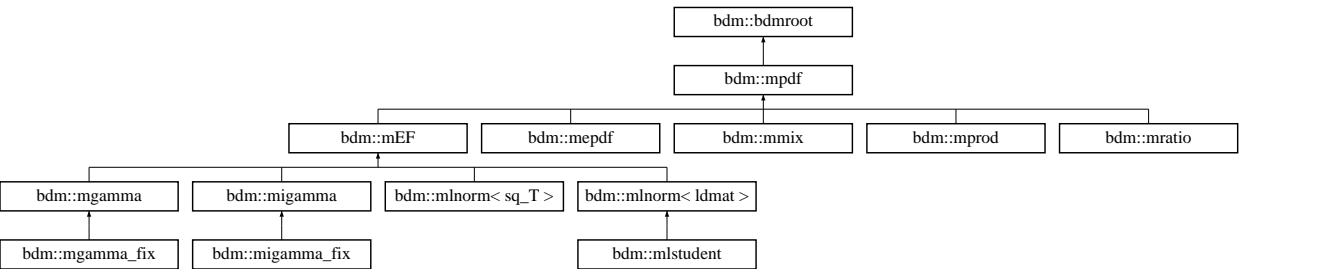 bdm::bdmroot
bdm::mpdf
bdm::mEF
bdm::mepdf
bdm::mmix
bdm::mprod
bdm::mratio
bdm::mgamma
bdm::migamma
bdm::mlnorm< sq_T >
bdm::mlnorm< ldmat >
bdm::mgamma_fix
bdm::migamma_fix
bdm::mlstudent